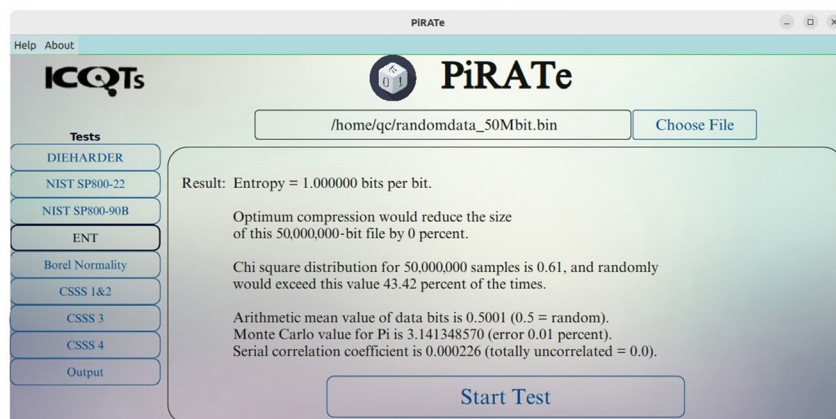 PiRATe
Help About
ICQTs
PiRATe
/home/qc/randomdata_50Mbit.bin
Choose File
Tests
DIEHARDER
NIST SP800-22
NIST SP800-90B
ENT
Borel Normality
CSSS 1&2
CSSS 3
CSSS 4
Output
Result: Entropy = 1.000000 bits per bit.
Optimum compression would reduce the size
of this 50,000,000-bit file by 0 percent.
Chi square distribution for 50,000,000 samples is 0.61, and randomly
would exceed this value 43.42 percent of the times.
Arithmetic mean value of data bits is 0.5001 (0.5 = random).
Monte Carlo value for Pi is 3.141348570 (error 0.01 percent).
Serial correlation coefficient is 0.000226 (totally uncorrelated = 0.0).
Start Test